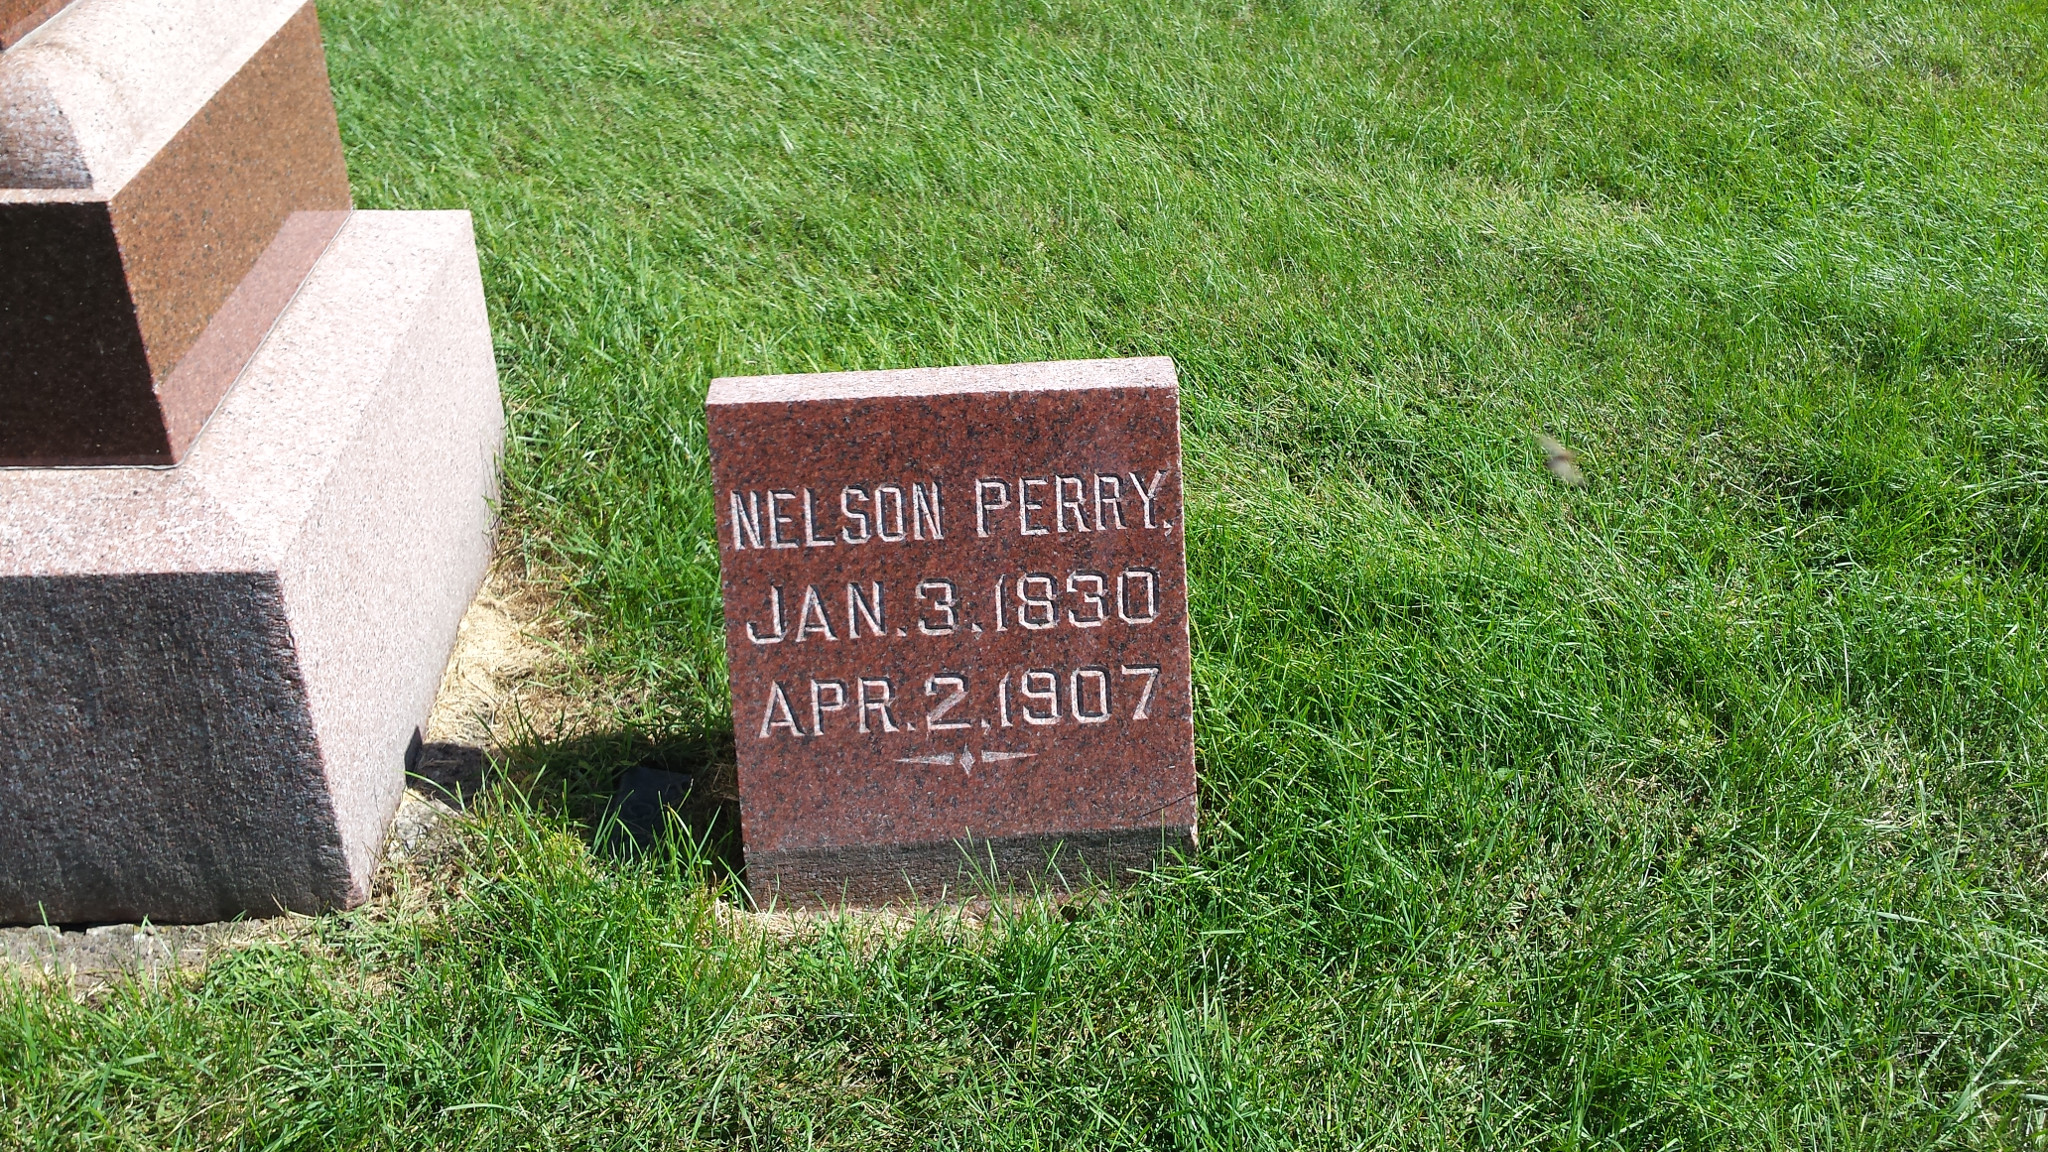 NELSON PERRY,
JAN. 3. 1830
APR. 2. 1907